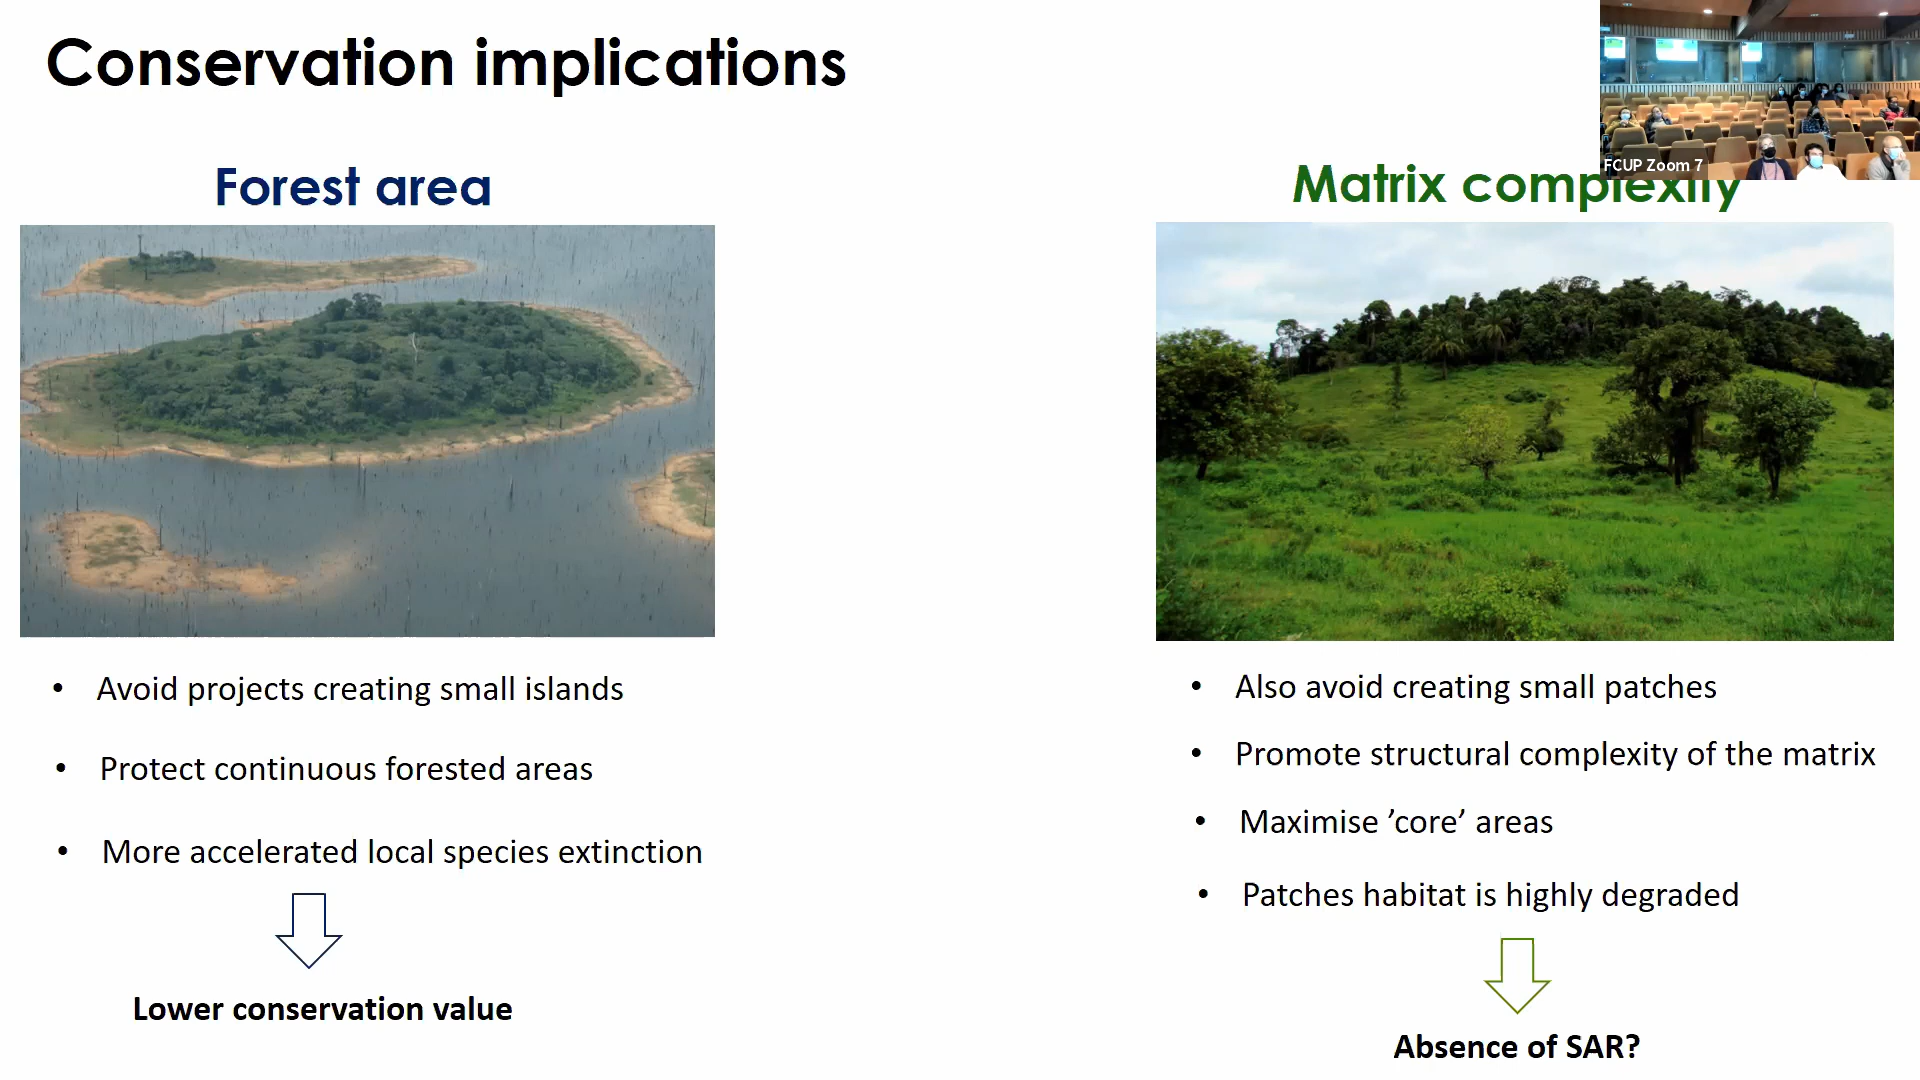 Conservation implications
FCUP Zoom 7
Forest area
Matrix complexity
• Avoid projects creating small islands
• Protect continuous forested areas
• More accelerated local species extinction
Lower conservation value
• Also avoid creating small patches
• Promote structural complexity of the matrix
• Maximise ’core’ areas
• Patches habitat is highly degraded
Absence of SAR?